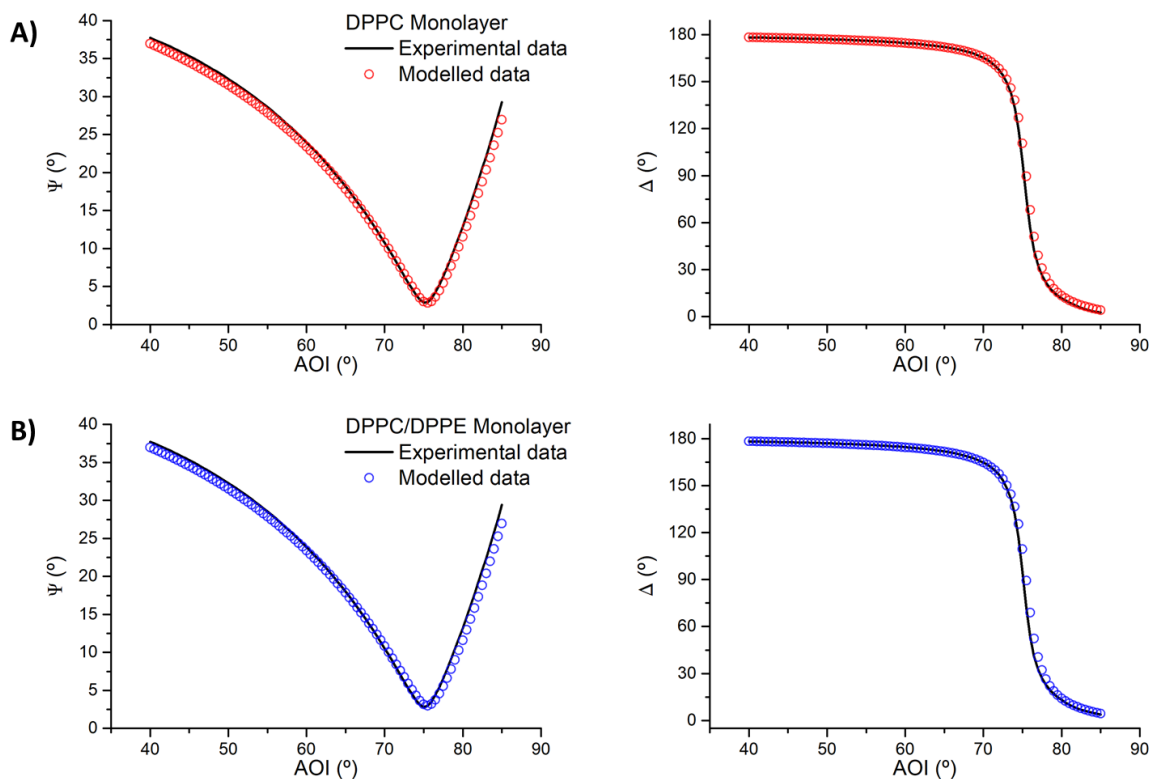 A)
DPPC Monolayer
Experimental data
Modelled data
Ψ (º)
40
35
30
25
20
15
10
5
0
40 50 60 70 80 90
AOI (º)
Δ (º)
180
150
120
90
60
30
0
40 50 60 70 80 90
AOI (º)
B)
DPPC/DPPE Monolayer
Experimental data
Modelled data
Ψ (º)
40
35
30
25
20
15
10
5
0
40 50 60 70 80 90
AOI (º)
Δ (º)
180
150
120
90
60
30
0
40 50 60 70 80 90
AOI (º)